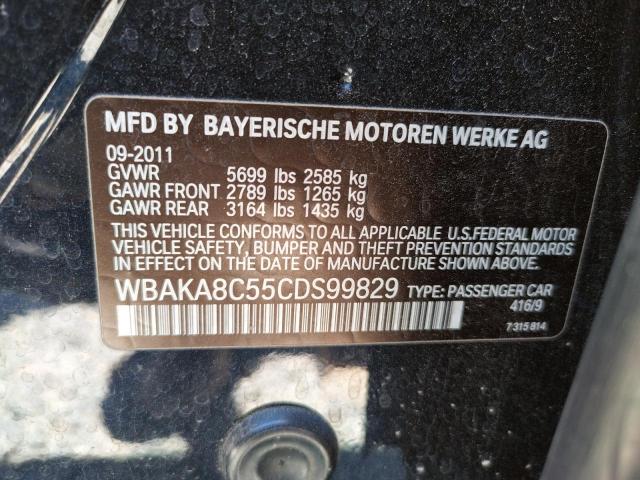 MFD BY BAYERISCHE MOTOREN WERKE AG
09-2011
GVWR 5699 lbs 2585 kg
GAWR FRONT 2789 lbs 1265 kg
GAWR REAR 3164 lbs 1435 kg
THIS VEHICLE CONFORMS TO ALL APPLICABLE U.S.FEDERAL MOTOR
VEHICLE SAFETY, BUMPER AND THEFT PREVENTION STANDARDS
IN EFFECT ON THE DATE OF MANUFACTURE SHOWN ABOVE.
WBAKA8C55CDS99829 TYPE: PASSENGER CAR
416/9
7 315 814